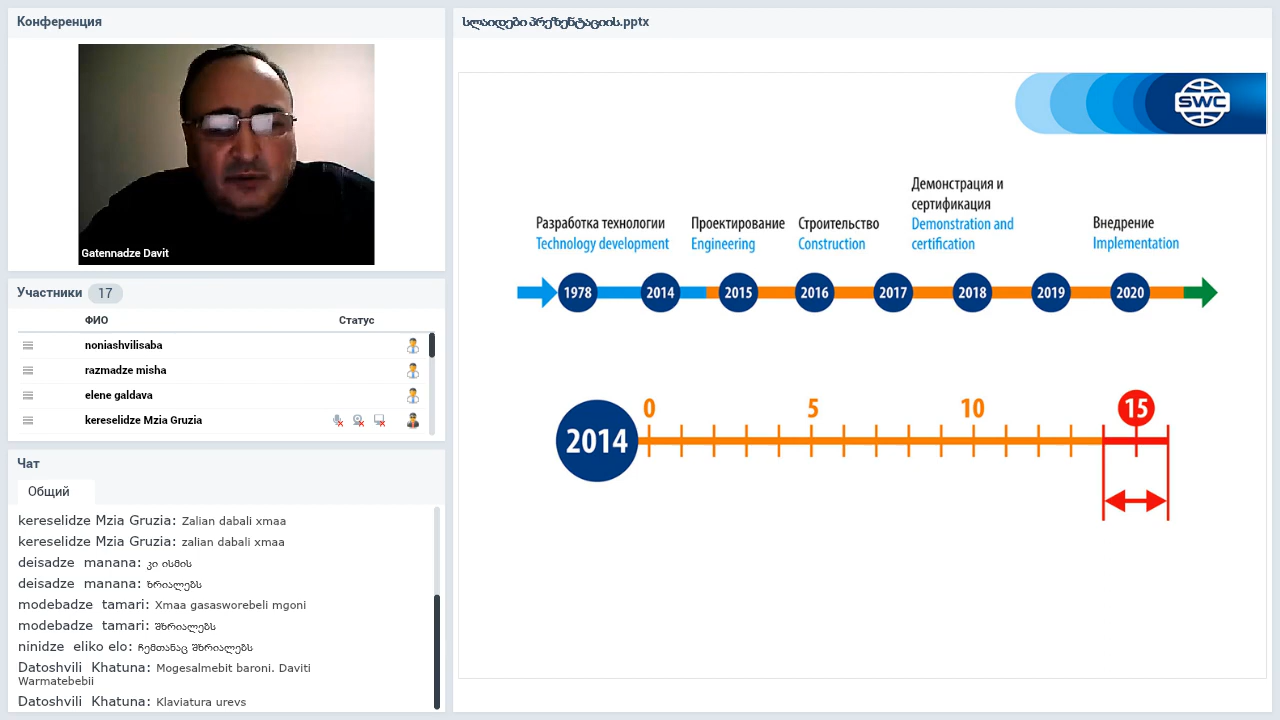 Конференция
Gatennadze Davit
Участники 17
ФИО Статус
noniashvilisaba
razmadze misha
elene galdava
kereselidze Mzia Gruzia
Чат
Общий
kereselidze Mzia Gruzia: Zalian dabali xmaa
kereselidze Mzia Gruzia: zalian dabali xmaa
deisadze manana: კი ისმის
deisadze manana: ხრიალებს
modebadze tamari: Xmaa gasasworebeli mgoni
modebadze tamari: შხრიალებს
ninidze eliko elo: ჩემთანაც შხრიალებს
Datoshvili Khatuna: Mogesalmebit baroni. Daviti
Warmatebebii
Datoshvili Khatuna: Klaviatura urevs
სლაიდები პრეზენტაციის.pptx
SWC
Разработка технологии
Technology development
Проектирование
Engineering
Строительство
Construction
Демонстрация и
сертификация
Demonstration and
certification
Внедрение
Implementation
1978 2014 2015 2016 2017 2018 2019 2020
0 5 10 15
2014